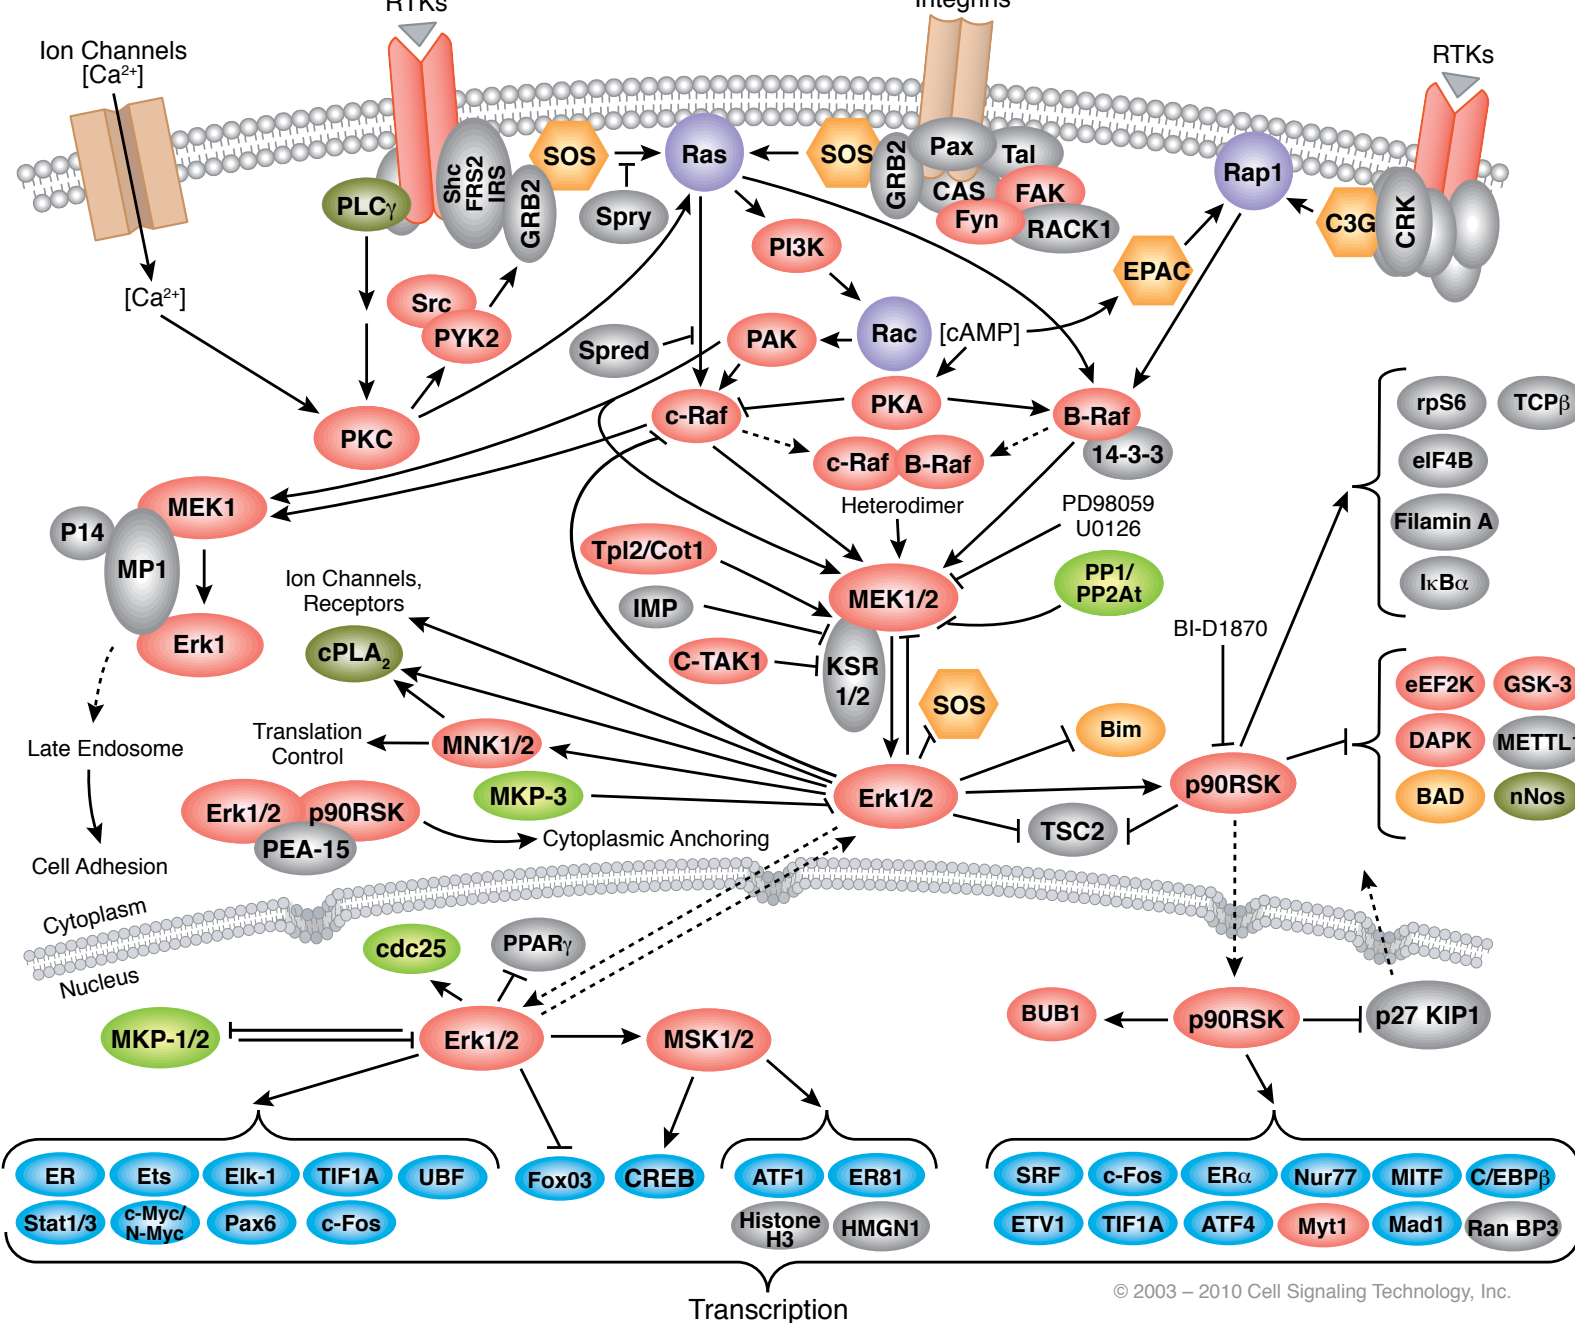 RTKs
Integrins
Ion Channels
[Ca²⁺]
RTKs
SOS
Ras
SOS
GRB2
Pax
Tal
CAS
FAK
Fyn
RACK1
Rap1
C3G
CRK
PLCγ
Shc
FRS2
IRS
GRB2
Spry
PI3K
EPAC
[Ca²⁺]
Src
PYK2
Spred
PAK
Rac
[cAMP]
PKC
c-Raf
PKA
B-Raf
14-3-3
c-Raf
B-Raf
Heterodimer
PD98059
U0126
rpS6
TCPβ
eIF4B
Filamin A
IκBα
MEK1
P14
MP1
Erk1
Tpl2/Cot1
IMP
C-TAK1
MEK1/2
KSR
1/2
PP1/
PP2At
BI-D1870
Ion Channels,
Receptors
cPLA₂
SOS
Bim
eEF2K
GSK-3
DAPK
METTL1
BAD
nNos
Late Endosome
Translation
Control
MNK1/2
MKP-3
Erk1/2
p90RSK
TSC2
Erk1/2
p90RSK
PEA-15
Cytoplasmic Anchoring
Cell Adhesion
Cytoplasm
Nucleus
cdc25
PPARγ
MKP-1/2
Erk1/2
MSK1/2
BUB1
p90RSK
p27 KIP1
ER
Ets
Elk-1
TIF1A
UBF
Stat1/3
c-Myc/
N-Myc
Pax6
c-Fos
Fox03
CREB
ATF1
ER81
Histone
H3
HMGN1
SRF
c-Fos
ERα
Nur77
MITF
C/EBPβ
ETV1
TIF1A
ATF4
Myt1
Mad1
Ran BP3
© 2003 – 2010 Cell Signaling Technology, Inc.
Transcription